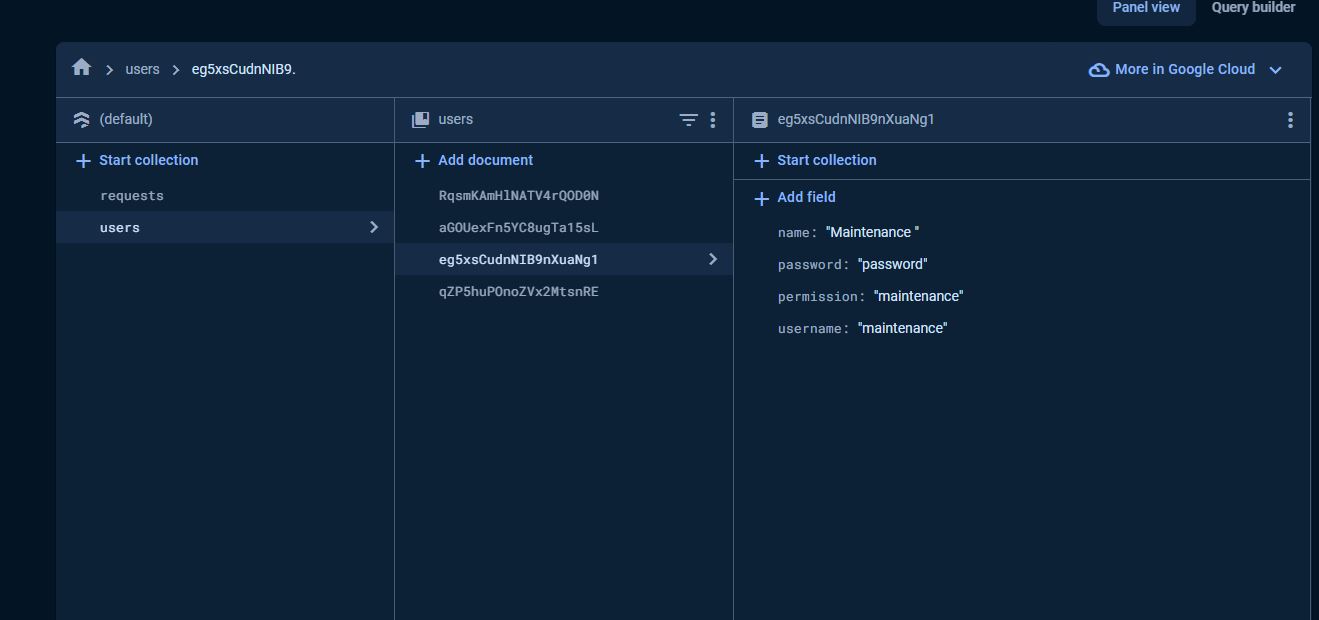 Panel view Query builder
users eg5xsCudnNIB9. More in Google Cloud
(default)
Start collection
requests
users
users
Add document
RqsmKAmHlNATV4rQOD0N
aGOUexFn5YC8ugTa15sL
eg5xsCudnNIB9nXuaNg1
qZP5huPOnoZVx2MtsnRE
eg5xsCudnNIB9nXuaNg1
Start collection
Add field
name: "Maintenance "
password: "password"
permission: "maintenance"
username: "maintenance"